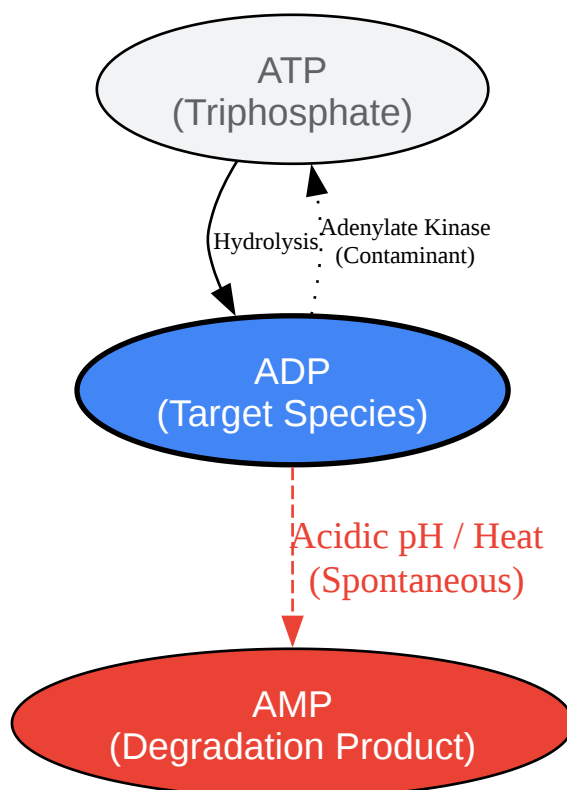 ATP
(Triphosphate)
Hydrolysis
Adenylate Kinase
(Contaminant)
ADP
(Target Species)
Acidic pH / Heat
(Spontaneous)
AMP
(Degradation Product)